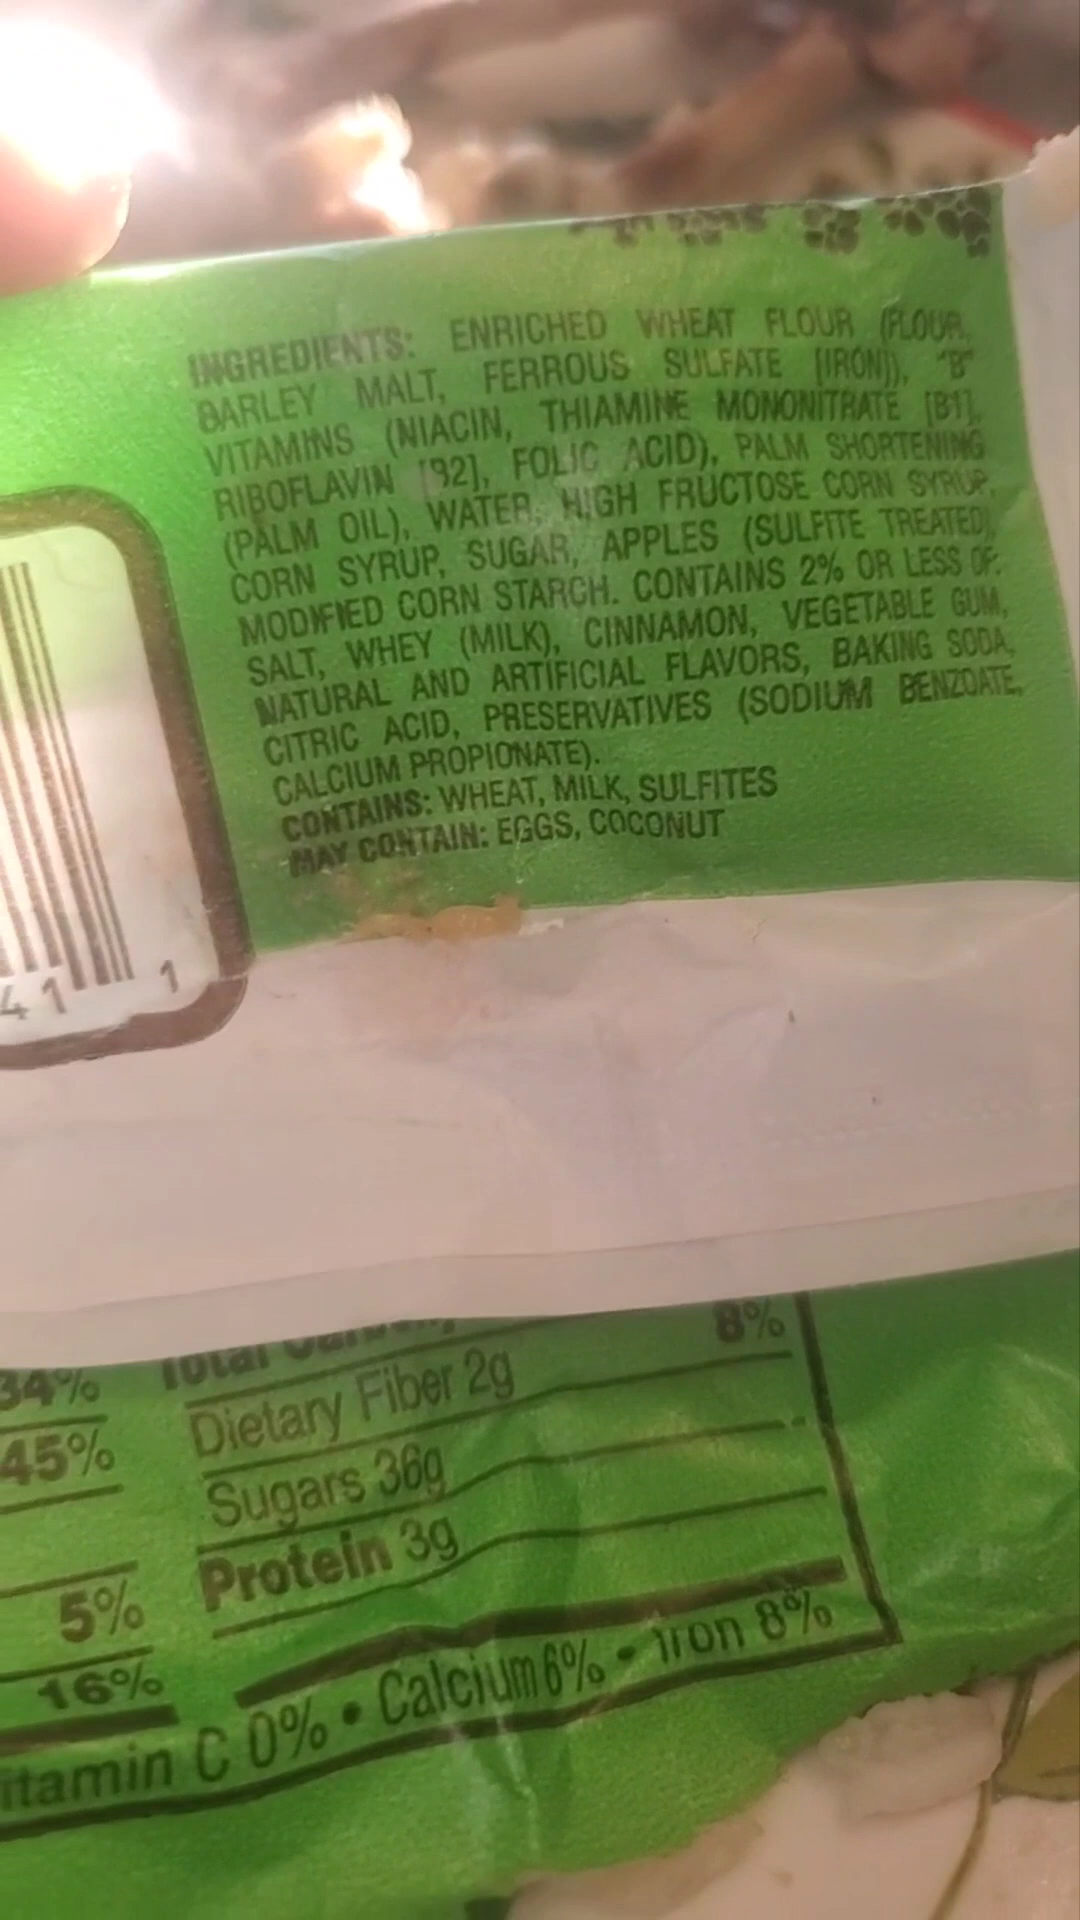 INGREDIENTS: ENRICHED WHEAT FLOUR (FLOUR,
BARLEY MALT, FERROUS SULFATE [IRON]), "B"
VITAMINS (NIACIN, THIAMINE MONONITRATE [B1],
RIBOFLAVIN [B2], FOLIC ACID), PALM SHORTENING
(PALM OIL), WATER, HIGH FRUCTOSE CORN SYRUP,
CORN SYRUP, SUGAR, APPLES (SULFITE TREATED),
MODIFIED CORN STARCH. CONTAINS 2% OR LESS OF:
SALT, WHEY (MILK), CINNAMON, VEGETABLE GUM,
NATURAL AND ARTIFICIAL FLAVORS, BAKING SODA,
CITRIC ACID, PRESERVATIVES (SODIUM BENZOATE,
CALCIUM PROPIONATE).
CONTAINS: WHEAT, MILK, SULFITES
MAY CONTAIN: EGGS, COCONUT
41 1
34% Total 8%
45% Dietary Fiber 2g
Sugars 36g
5% Protein 3g
16%
itamin C 0% • Calcium 6% • Iron 8%